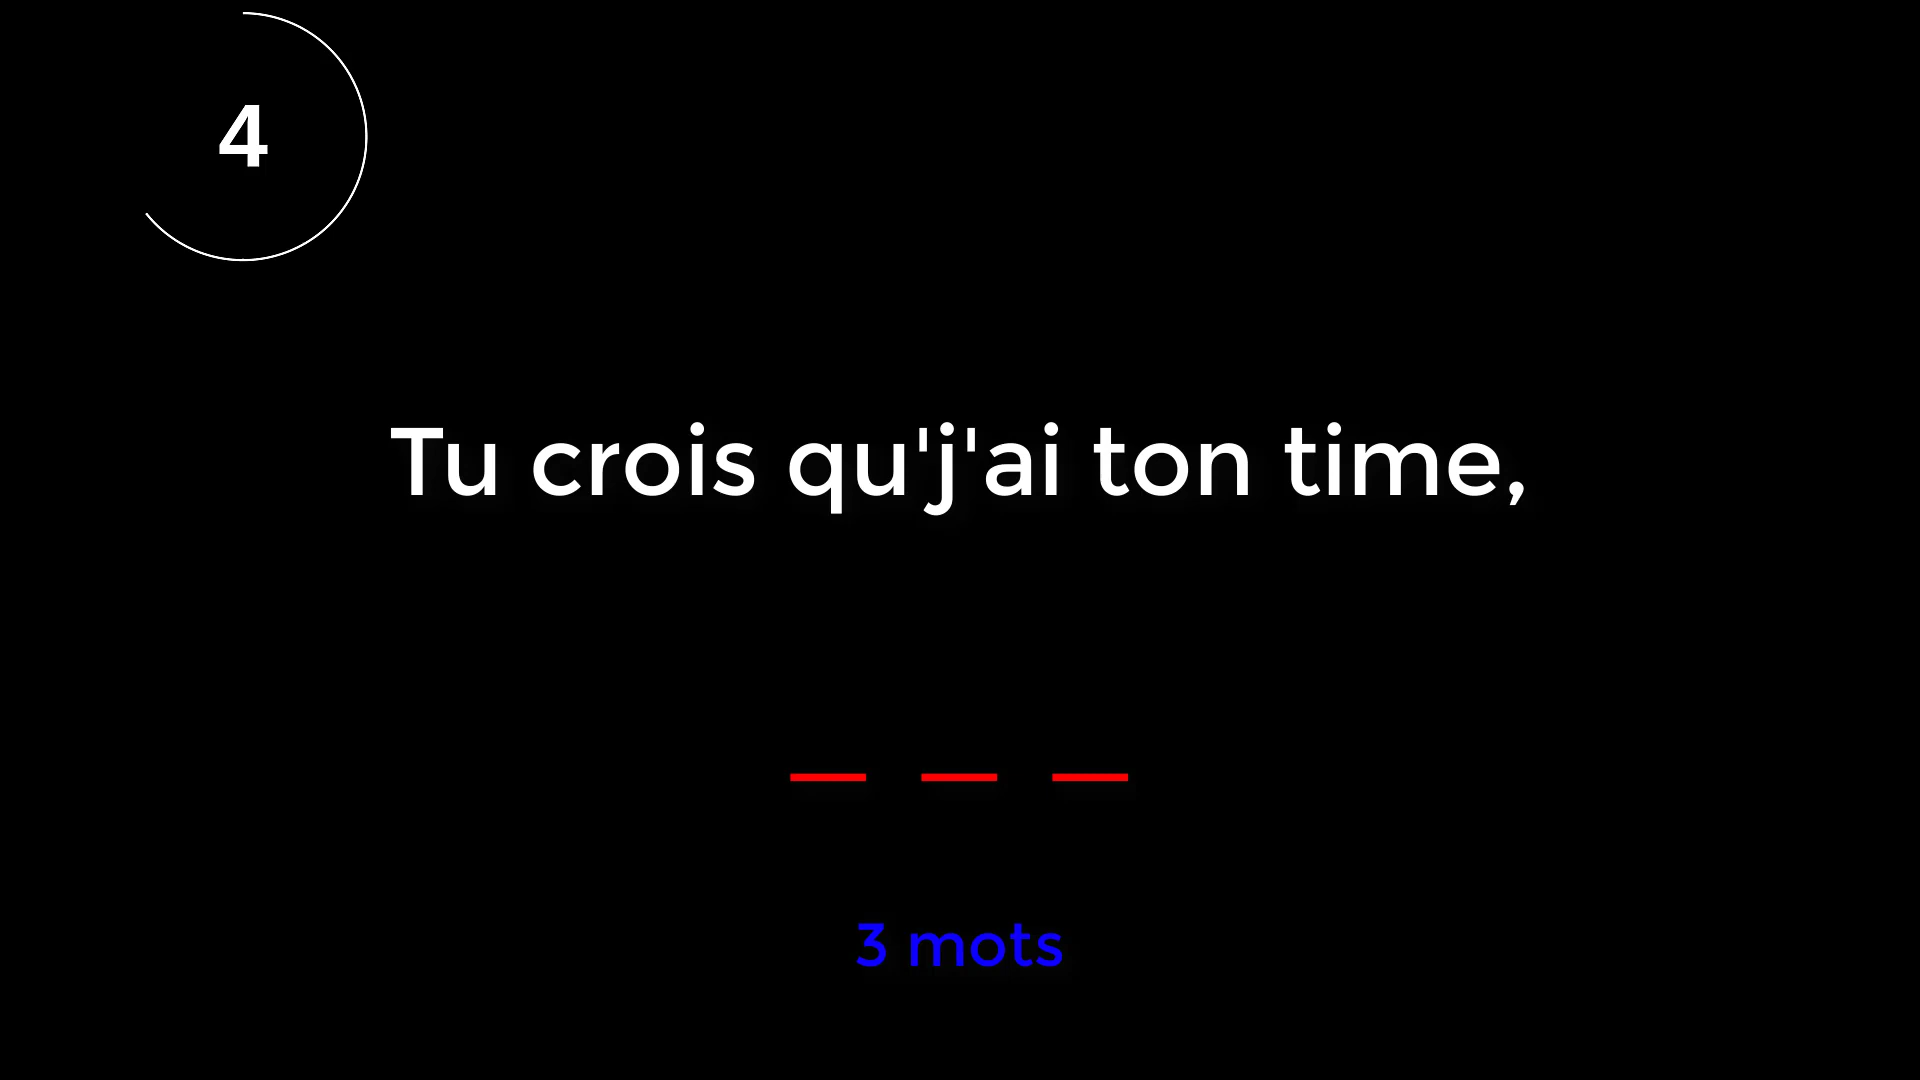 4
Tu crois qu'j'ai ton time,
_ _ _
3 mots